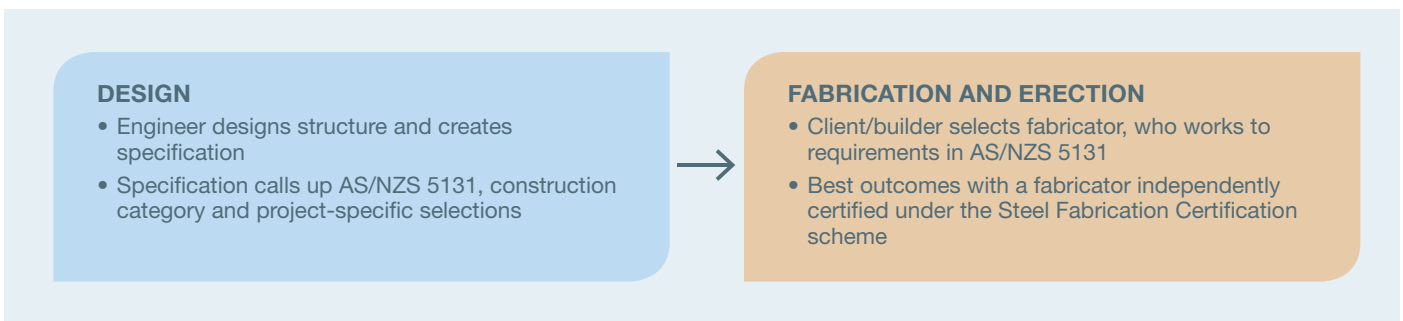 DESIGN
• Engineer designs structure and creates
specification
• Specification calls up AS/NZS 5131, construction
category and project-specific selections
FABRICATION AND ERECTION
• Client/builder selects fabricator, who works to
requirements in AS/NZS 5131
• Best outcomes with a fabricator independently
certified under the Steel Fabrication Certification
scheme